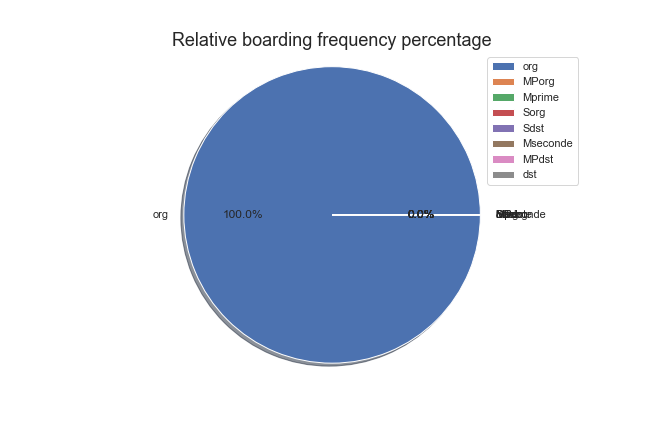 Relative boarding frequency percentage
org
MPorg
Mprime
Sorg
Sdst
Mseconde
MPdst
dst
org
100.0%
0.0%